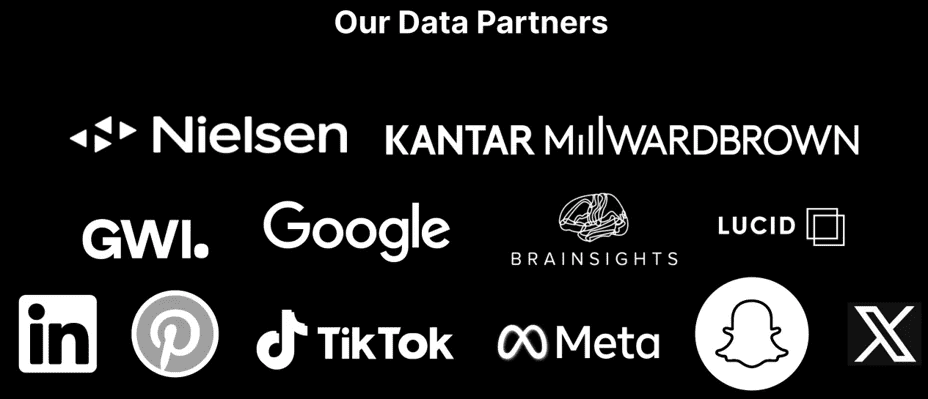 Our Data Partners
Nielsen
KANTAR MillWARDBROWN
GWI.
Google
BRAINSIGHTS
LUCID
in
TikTok
Meta
X